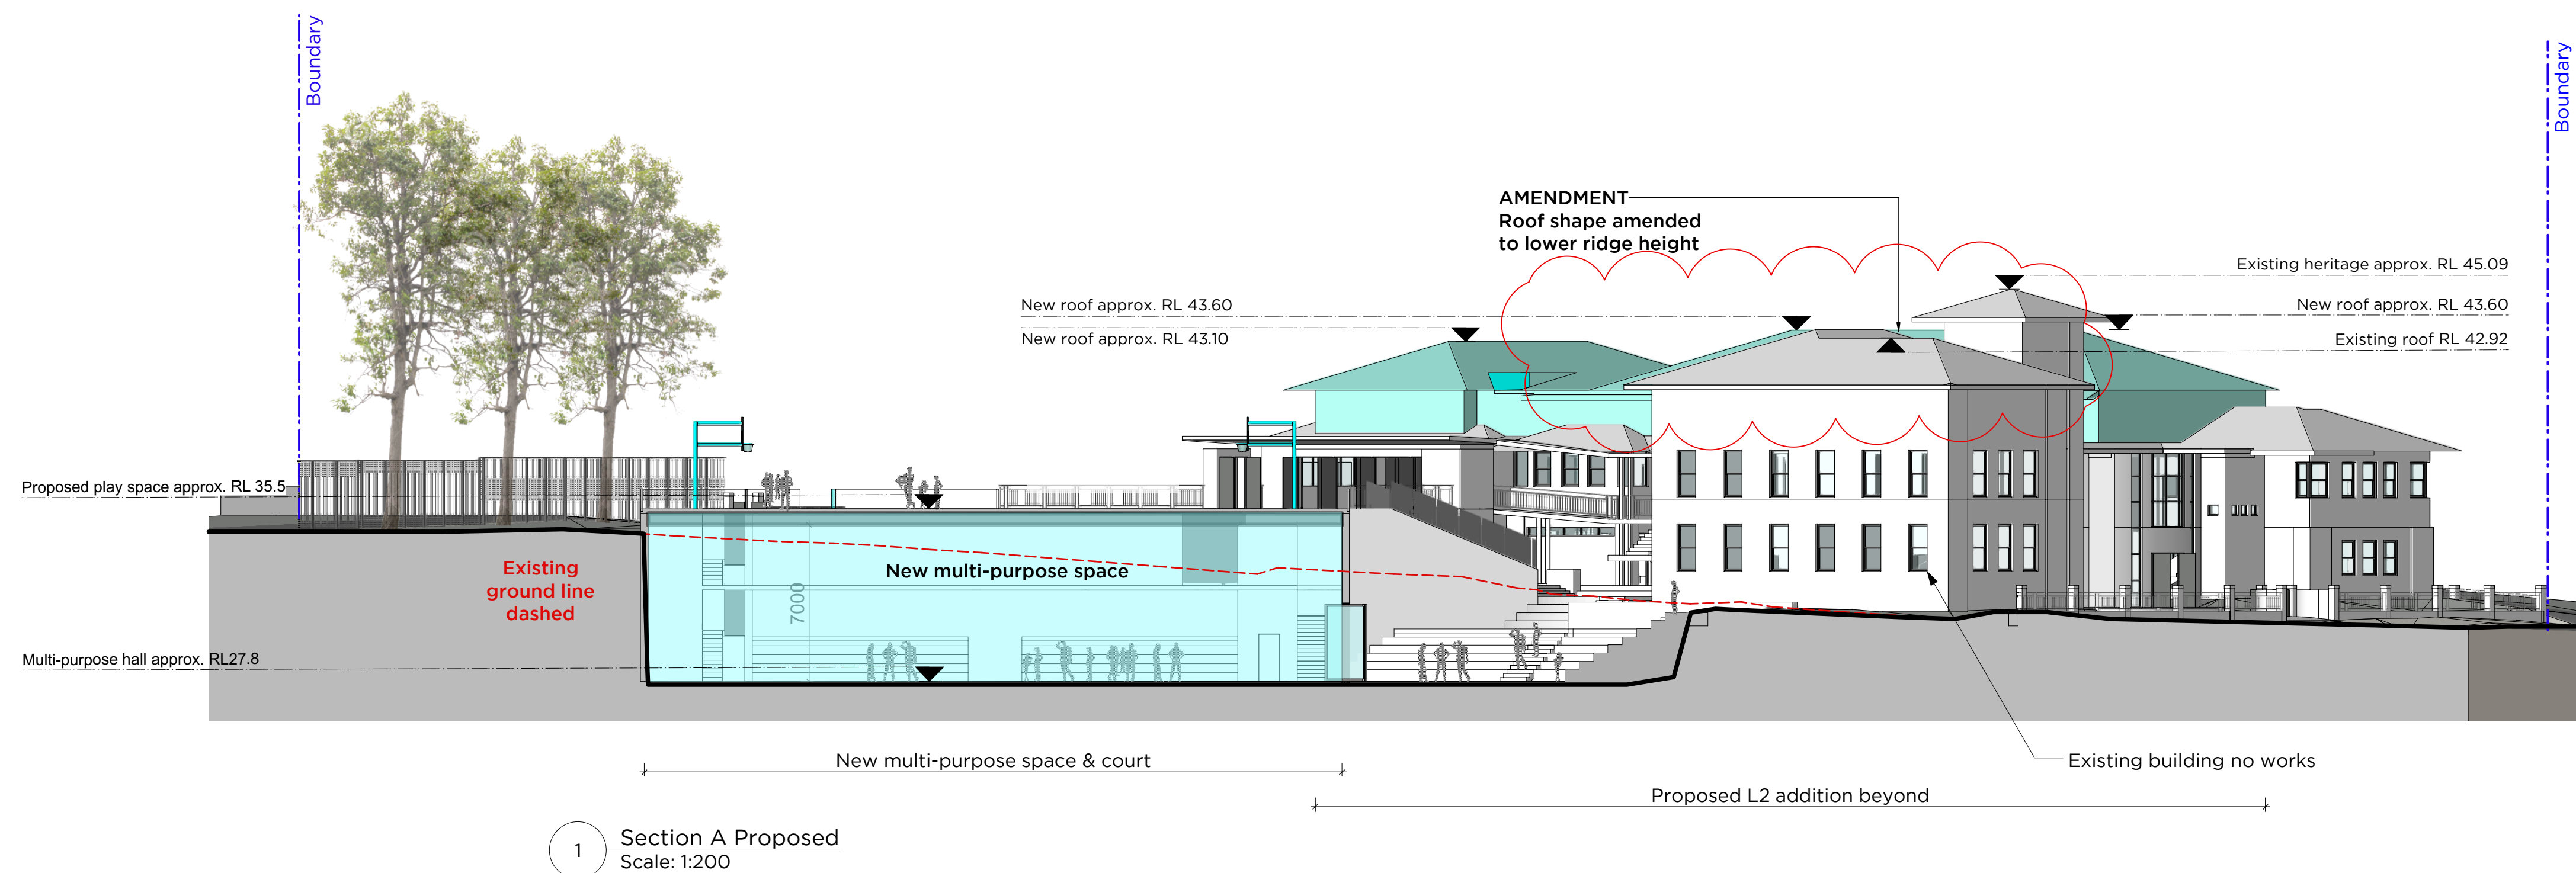 Boundary
Boundary
AMENDMENT
Roof shape amended
to lower ridge height
Existing heritage approx. RL 45.09
New roof approx. RL 43.60
New roof approx. RL 43.60
New roof approx. RL 43.10
Existing roof RL 42.92
Proposed play space approx. RL 35.5
Existing
ground line
dashed
New multi-purpose space
7000
Multi-purpose hall approx. RL27.8
New multi-purpose space & court
Existing building no works
Proposed L2 addition beyond
1
Section A Proposed
Scale: 1:200